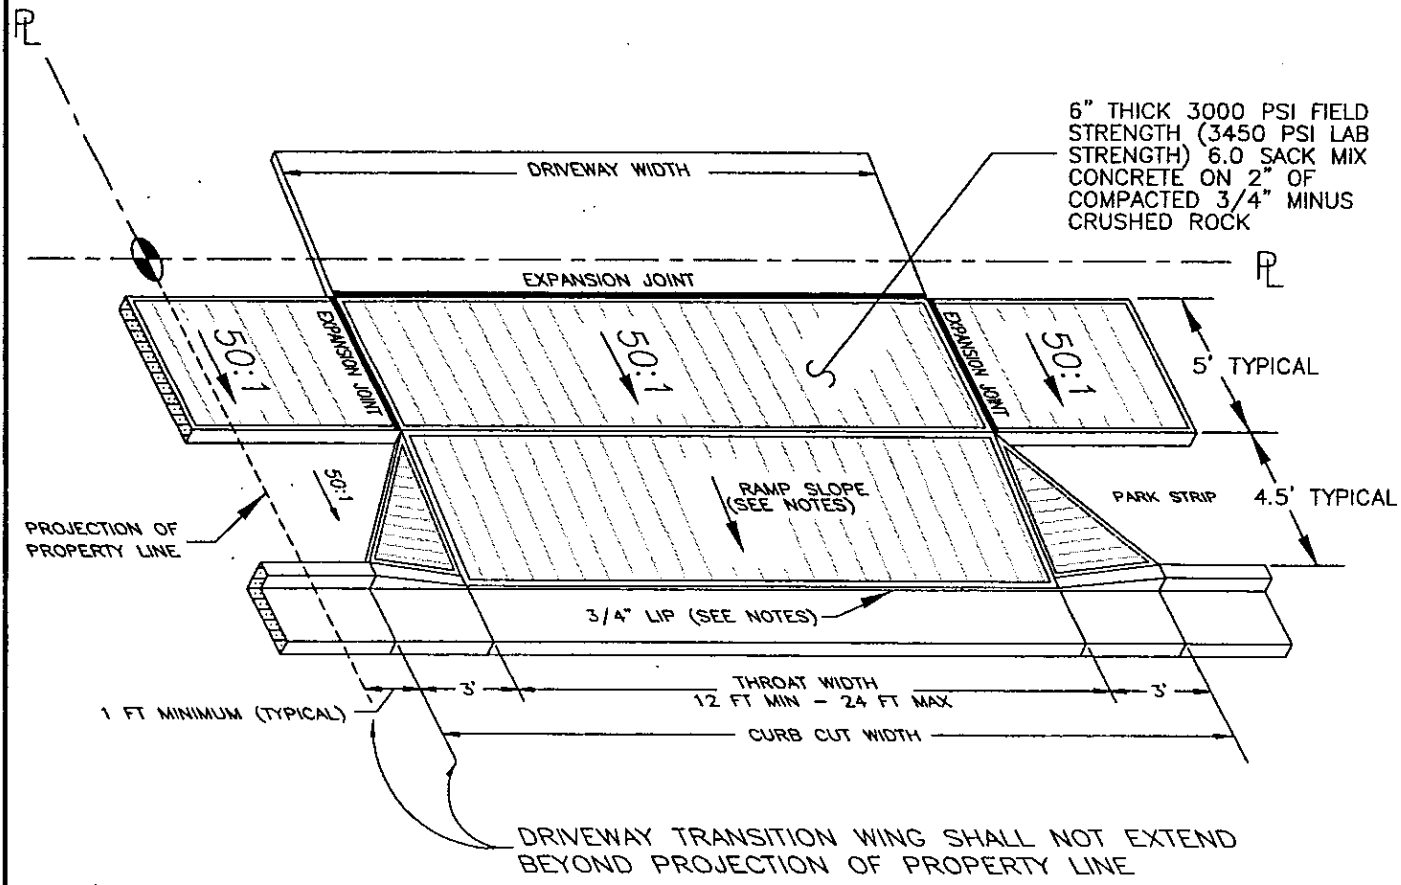 PL
6" THICK 3000 PSI FIELD
STRENGTH (3450 PSI LAB
STRENGTH) 6.0 SACK MIX
CONCRETE ON 2" OF
COMPACTED 3/4" MINUS
CRUSHED ROCK
DRIVEWAY WIDTH
PL
EXPANSION JOINT
EXPANSION JOINT
EXPANSION JOINT
50:1
50:1
50:1
5' TYPICAL
50:1
RAMP SLOPE
(SEE NOTES)
PARK STRIP
4.5' TYPICAL
PROJECTION OF
PROPERTY LINE
3/4" LIP (SEE NOTES)
3'
THROAT WIDTH
12 FT MIN - 24 FT MAX
3'
1 FT MINIMUM (TYPICAL)
CURB CUT WIDTH
DRIVEWAY TRANSITION WING SHALL NOT EXTEND
BEYOND PROJECTION OF PROPERTY LINE